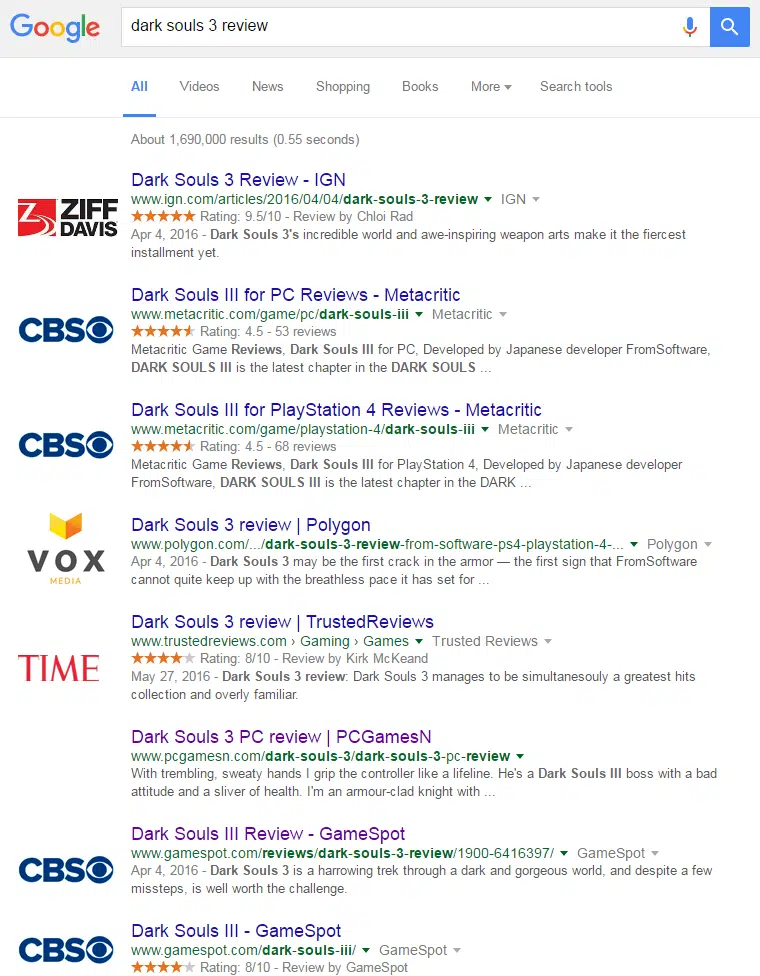 Google
dark souls 3 review
All Videos News Shopping Books More Search tools
About 1,690,000 results (0.55 seconds)
ZIFF
DAVIS
Dark Souls 3 Review - IGN
www.ign.com/articles/2016/04/04/dark-souls-3-review IGN
Rating: 9.5/10 - Review by Chloi Rad
Apr 4, 2016 - Dark Souls 3's incredible world and awe-inspiring weapon arts make it the fiercest
installment yet.
CBS
Dark Souls III for PC Reviews - Metacritic
www.metacritic.com/game/pc/dark-souls-iii Metacritic
Rating: 4.5 - 53 reviews
Metacritic Game Reviews, Dark Souls III for PC, Developed by Japanese developer FromSoftware,
DARK SOULS III is the latest chapter in the DARK SOULS ...
CBS
Dark Souls III for PlayStation 4 Reviews - Metacritic
www.metacritic.com/game/playstation-4/dark-souls-iii Metacritic
Rating: 4.5 - 68 reviews
Metacritic Game Reviews, Dark Souls III for PlayStation 4, Developed by Japanese developer
FromSoftware, DARK SOULS III is the latest chapter in the DARK ...
VOX
MEDIA
Dark Souls 3 review | Polygon
www.polygon.com/.../dark-souls-3-review-from-software-ps4-playstation-4-... Polygon
Apr 4, 2016 - Dark Souls 3 may be the first crack in the armor — the first sign that FromSoftware
cannot quite keep up with the breathless pace it has set for ...
TIME
Dark Souls 3 review | TrustedReviews
www.trustedreviews.com › Gaming › Games Trusted Reviews
Rating: 8/10 - Review by Kirk McKeand
May 27, 2016 - Dark Souls 3 review: Dark Souls 3 manages to be simultanesouly a greatest hits
collection and overly familiar.
Dark Souls 3 PC review | PCGamesN
www.pcgamesn.com/dark-souls-3/dark-souls-3-pc-review
With trembling, sweaty hands I grip the controller like a lifeline. He's a Dark Souls III boss with a bad
attitude and a sliver of health. I'm an armour-clad knight with ...
CBS
Dark Souls III Review - GameSpot
www.gamespot.com/reviews/dark-souls-3-review/1900-6416397/ GameSpot
Apr 4, 2016 - Dark Souls 3 is a harrowing trek through a dark and gorgeous world, and despite a few
missteps, is well worth the challenge.
CBS
Dark Souls III - GameSpot
www.gamespot.com/dark-souls-iii/ GameSpot
Rating: 8/10 - Review by GameSpot